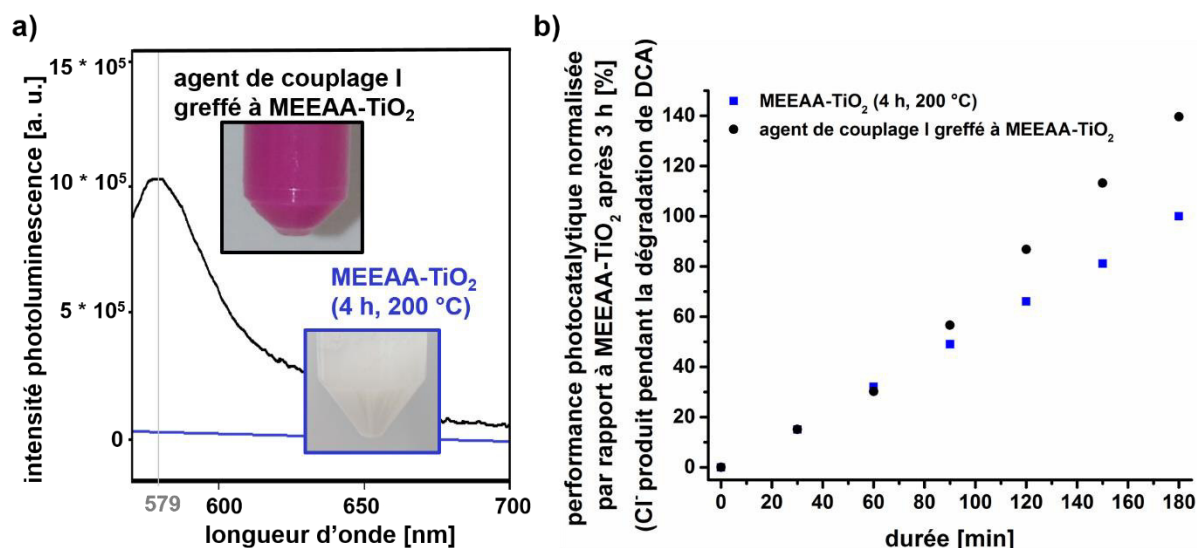 a)
intensité photoluminescence [a. u.]
15 * 10⁵
10 * 10⁵
5 * 10⁵
0
agent de couplage I
greffé à MEEAA-TiO₂
MEEAA-TiO₂
(4 h, 200 °C)
579
600
650
700
longueur d'onde [nm]
b)
performance photocatalytique normalisée
par rapport à MEEAA-TiO₂ après 3 h [%]
(Cl⁻ produit pendant la dégradation de DCA)
MEEAA-TiO₂ (4 h, 200 °C)
agent de couplage I greffé à MEEAA-TiO₂
140
120
100
80
60
40
20
0
0 20 40 60 80 100 120 140 160 180
durée [min]